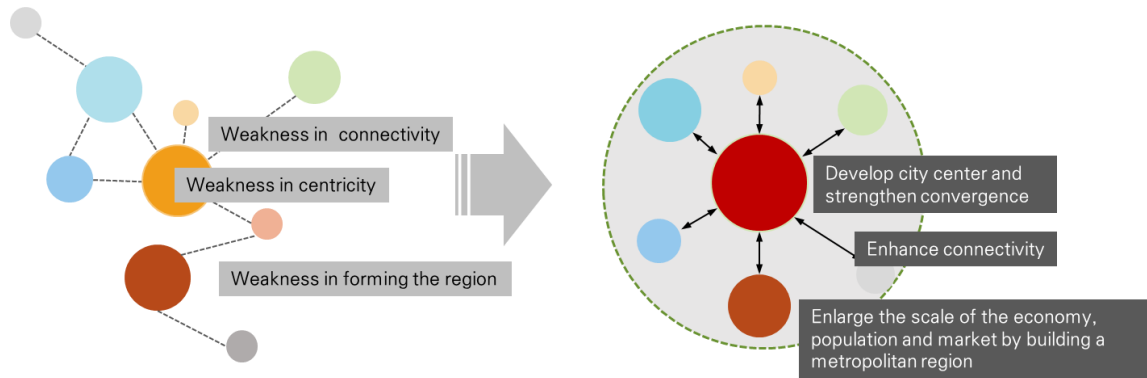 Weakness in connectivity
Weakness in centricity
Weakness in forming the region
Develop city center and
strengthen convergence
Enhance connectivity
Enlarge the scale of the economy,
population and market by building a
metropolitan region